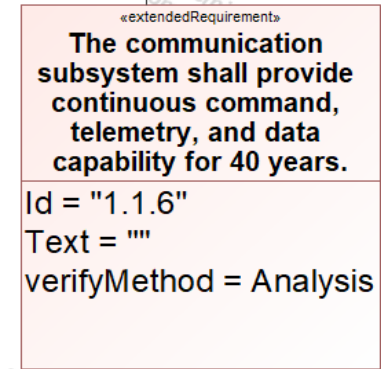 «extendedRequirement»
The communication
subsystem shall provide
continuous command,
telemetry, and data
capability for 40 years.
Id = "1.1.6"
Text = ""
verifyMethod = Analysis